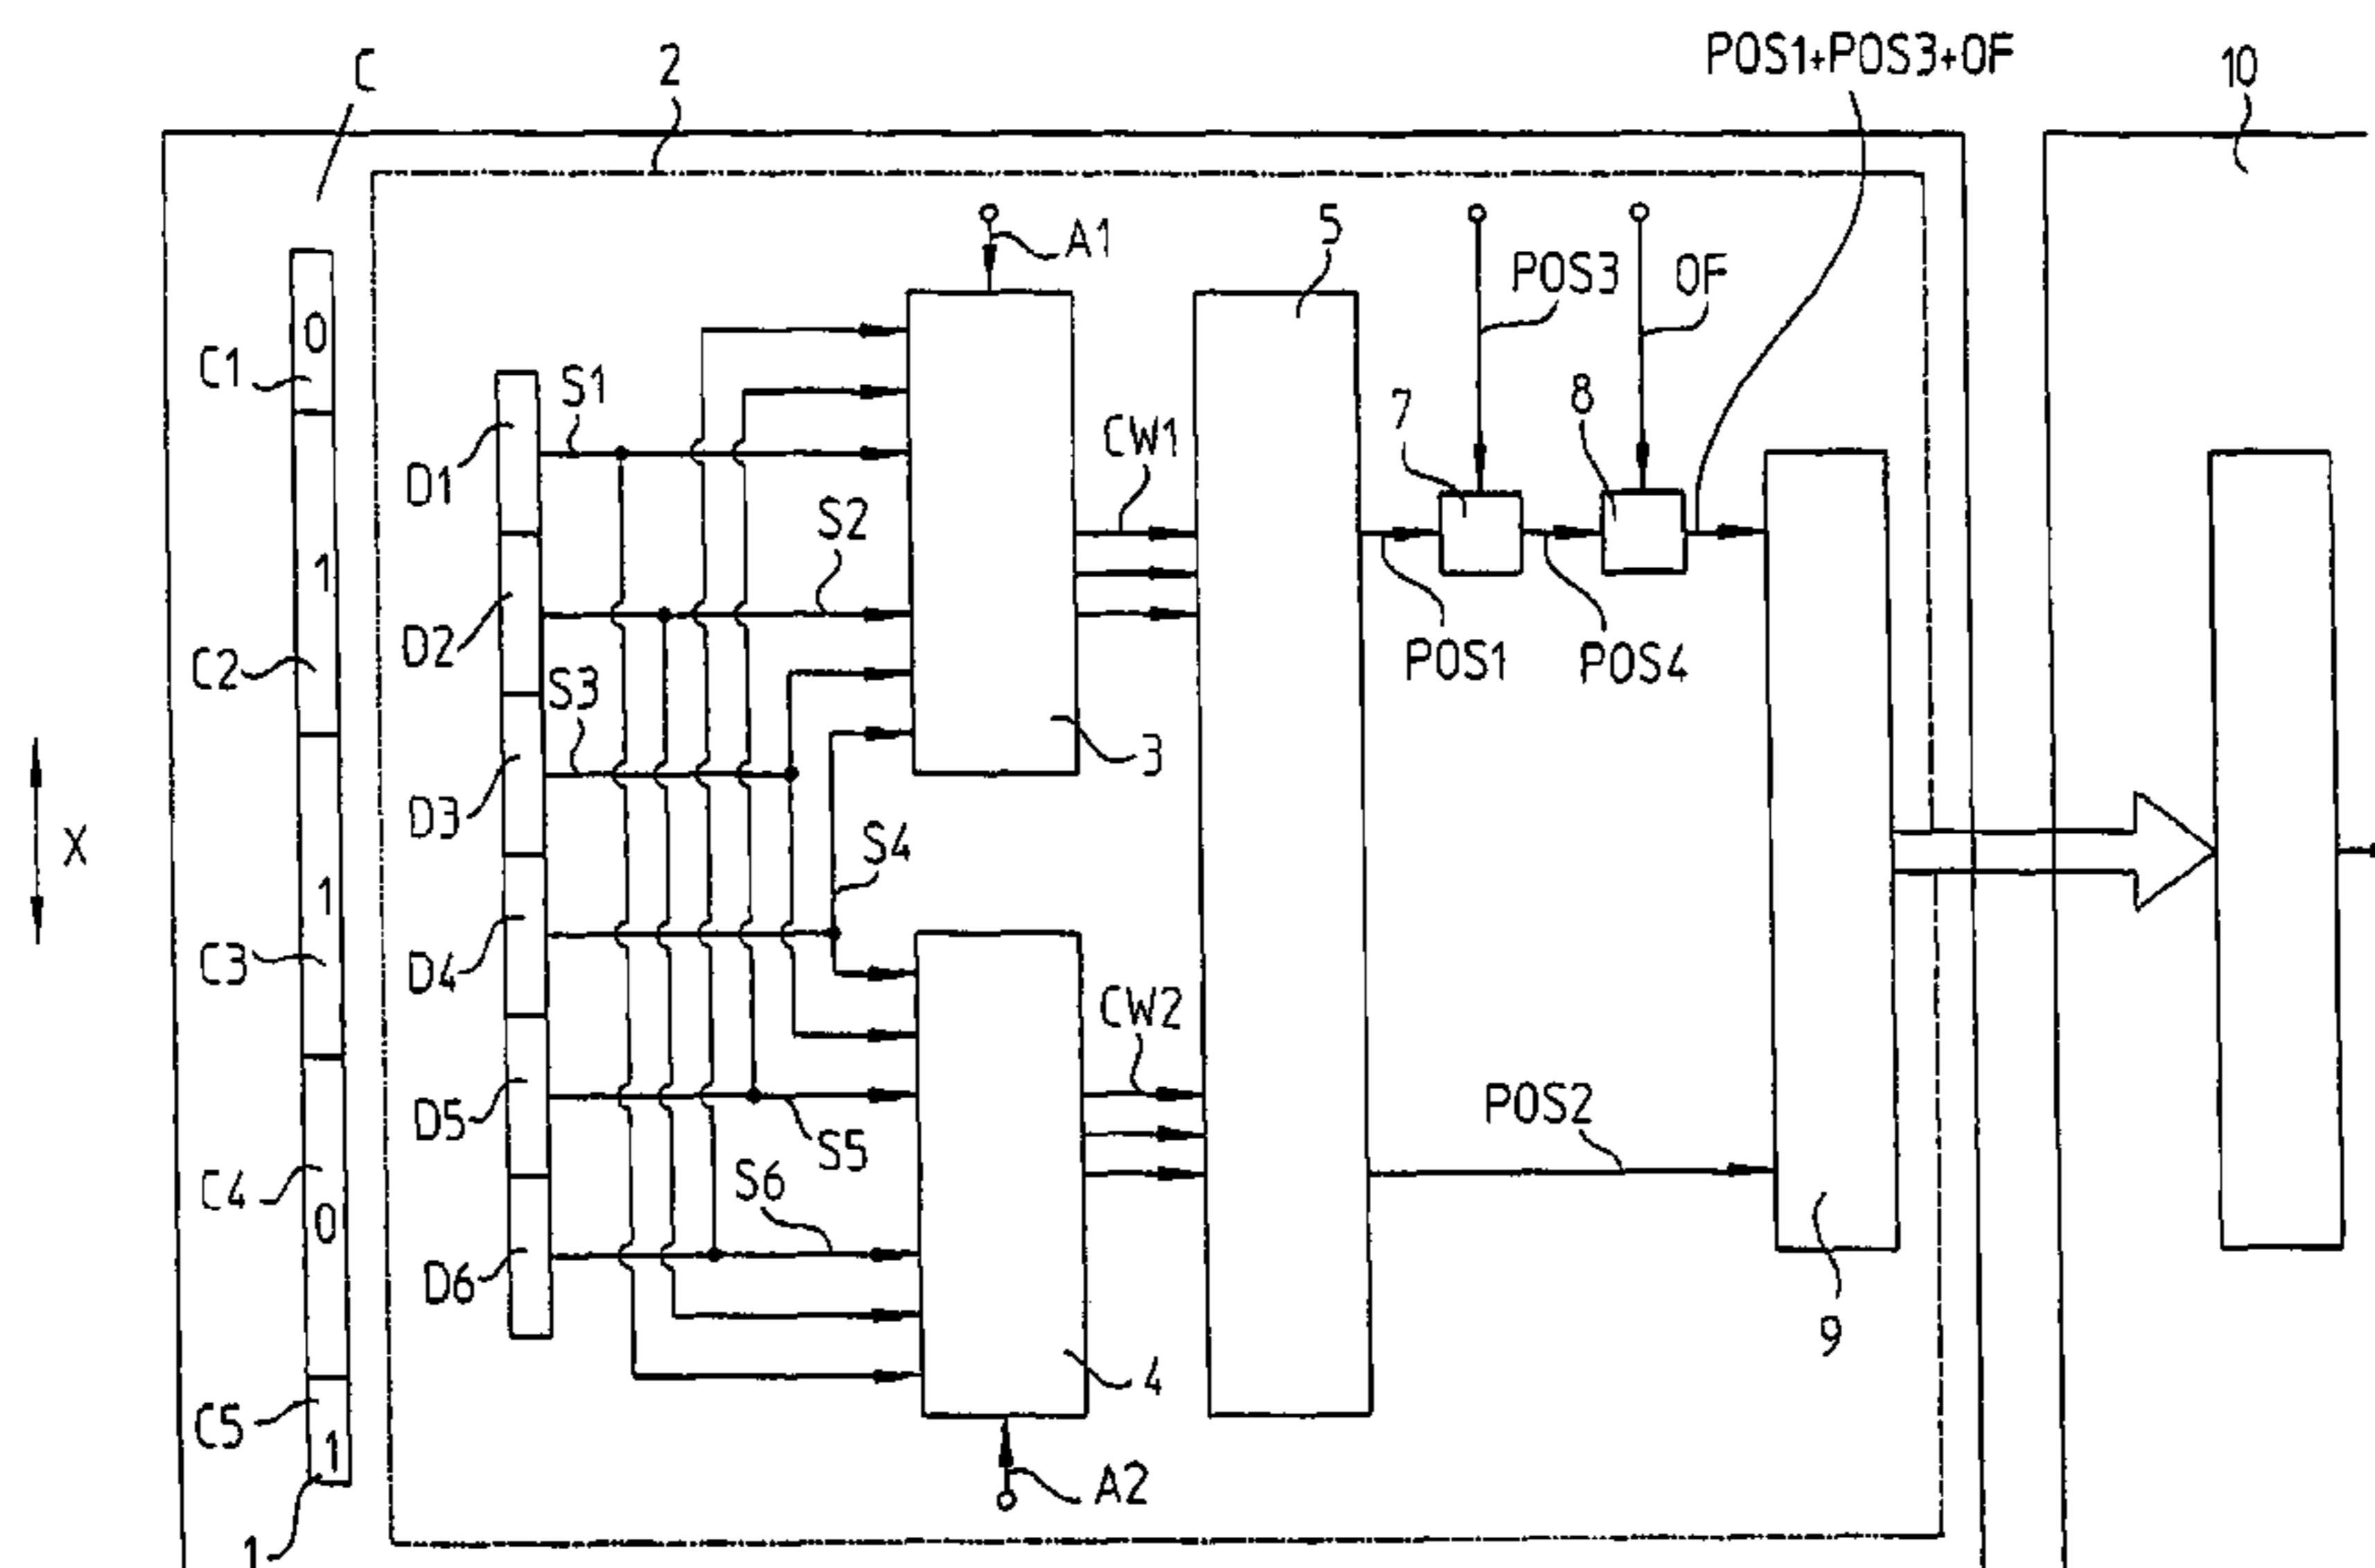 C
2
POS1+POS3+OF
10
A1
5
POS3
OF
0
C1
S1
7
8
D1
CW1
S2
1
D2
C2
S3
POS1
POS4
3
D3
X
S4
1
C3
D4
CW2
D5
S5
POS2
C4
S6
0
D6
9
4
C5
1
A2
1